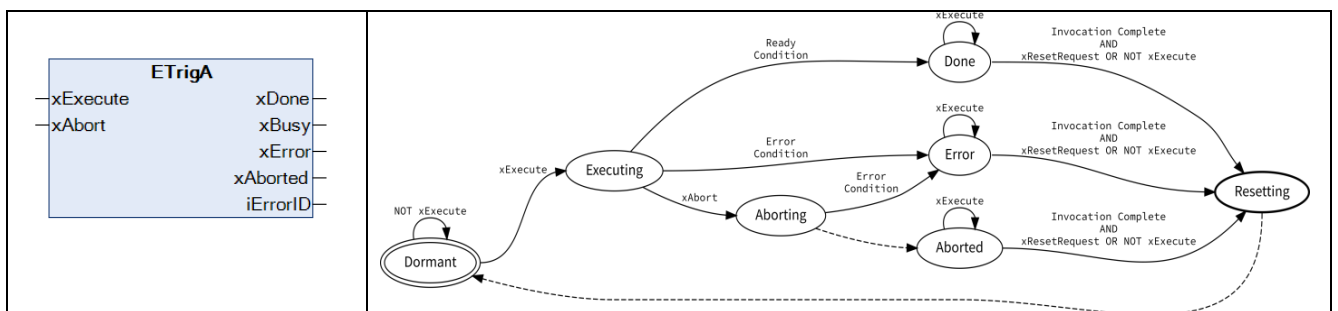 ETrigA
xExecute
xAbort
xDone
xBusy
xError
xAborted
iErrorID
xExecute
Ready
Condition
Done
Invocation Complete
AND
xResetRequest OR NOT xExecute
xExecute
Error
Condition
Error
Invocation Complete
AND
xResetRequest OR NOT xExecute
xExecute
Executing
Error
Condition
xAbort
Aborting
xExecute
Aborted
Invocation Complete
AND
xResetRequest OR NOT xExecute
Resetting
NOT xExecute
Dormant